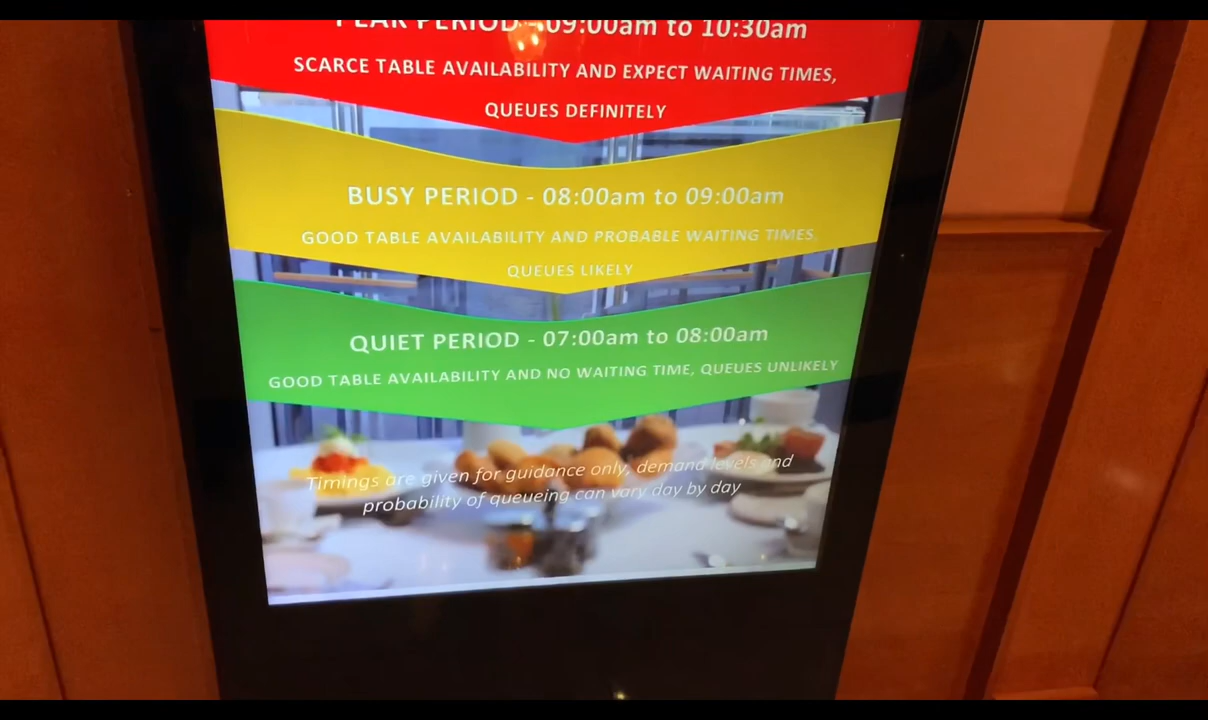 PEAK PERIOD - 09:00am to 10:30am
SCARCE TABLE AVAILABILITY AND EXPECT WAITING TIMES,
QUEUES DEFINITELY
BUSY PERIOD - 08:00am to 09:00am
GOOD TABLE AVAILABILITY AND PROBABLE WAITING TIMES,
QUEUES LIKELY
QUIET PERIOD - 07:00am to 08:00am
GOOD TABLE AVAILABILITY AND NO WAITING TIME, QUEUES UNLIKELY
Timings are given for guidance only, demand levels and
probability of queueing can vary day by day